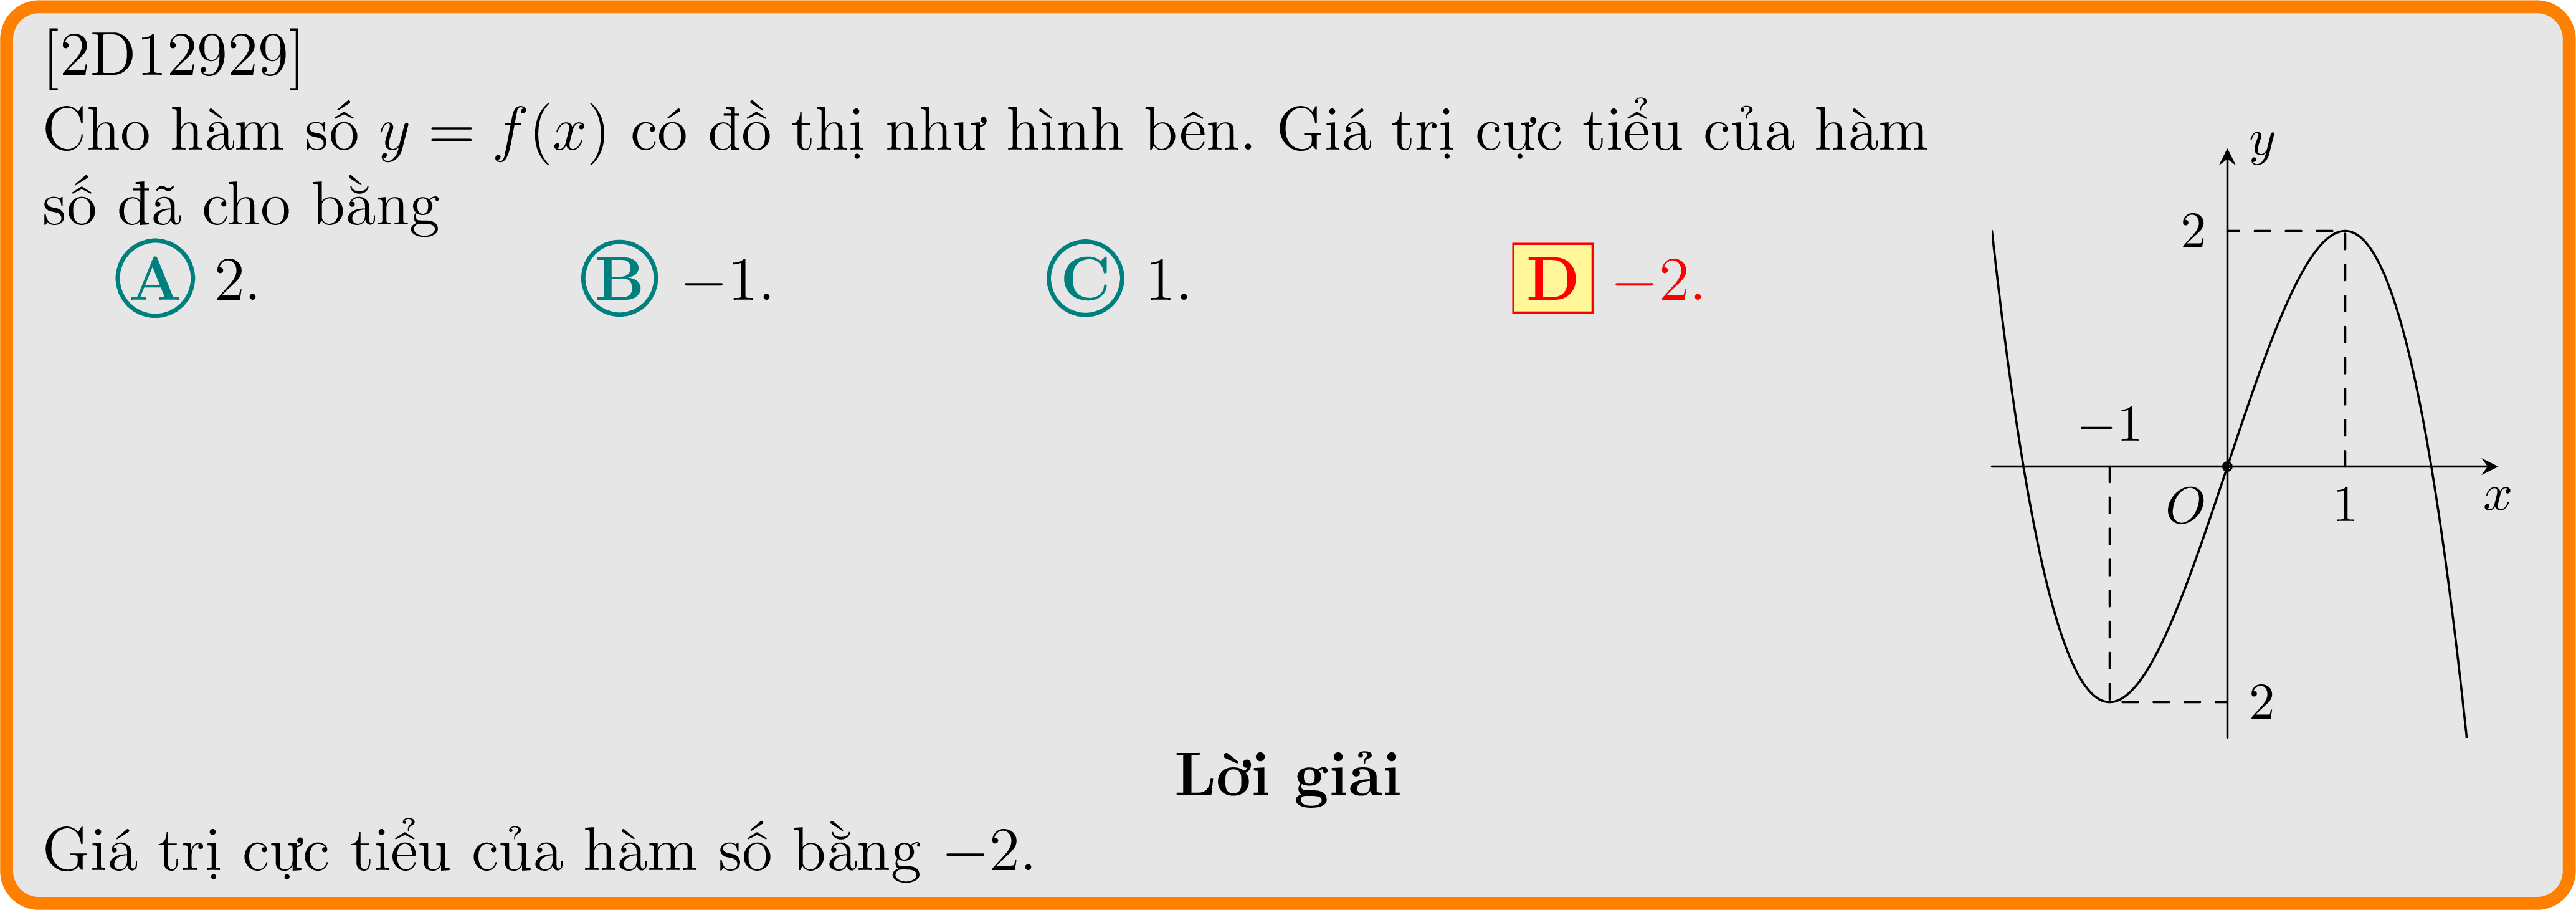 [2D12929]
Cho hàm số y = f(x) có đồ thị như hình bên. Giá trị cực tiểu của hàm
số đã cho bằng
A 2. B −1. C 1. D −2.
y
2
−1
O
1
x
2
Lời giải
Giá trị cực tiểu của hàm số bằng −2.